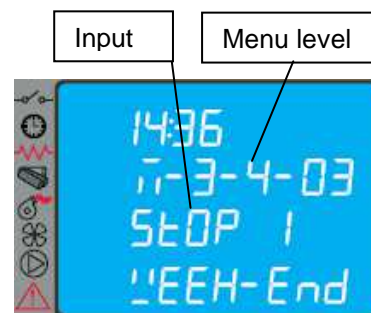 Input
Menu level
14:36
M-3-4-03
StOP 1
WEEK-End